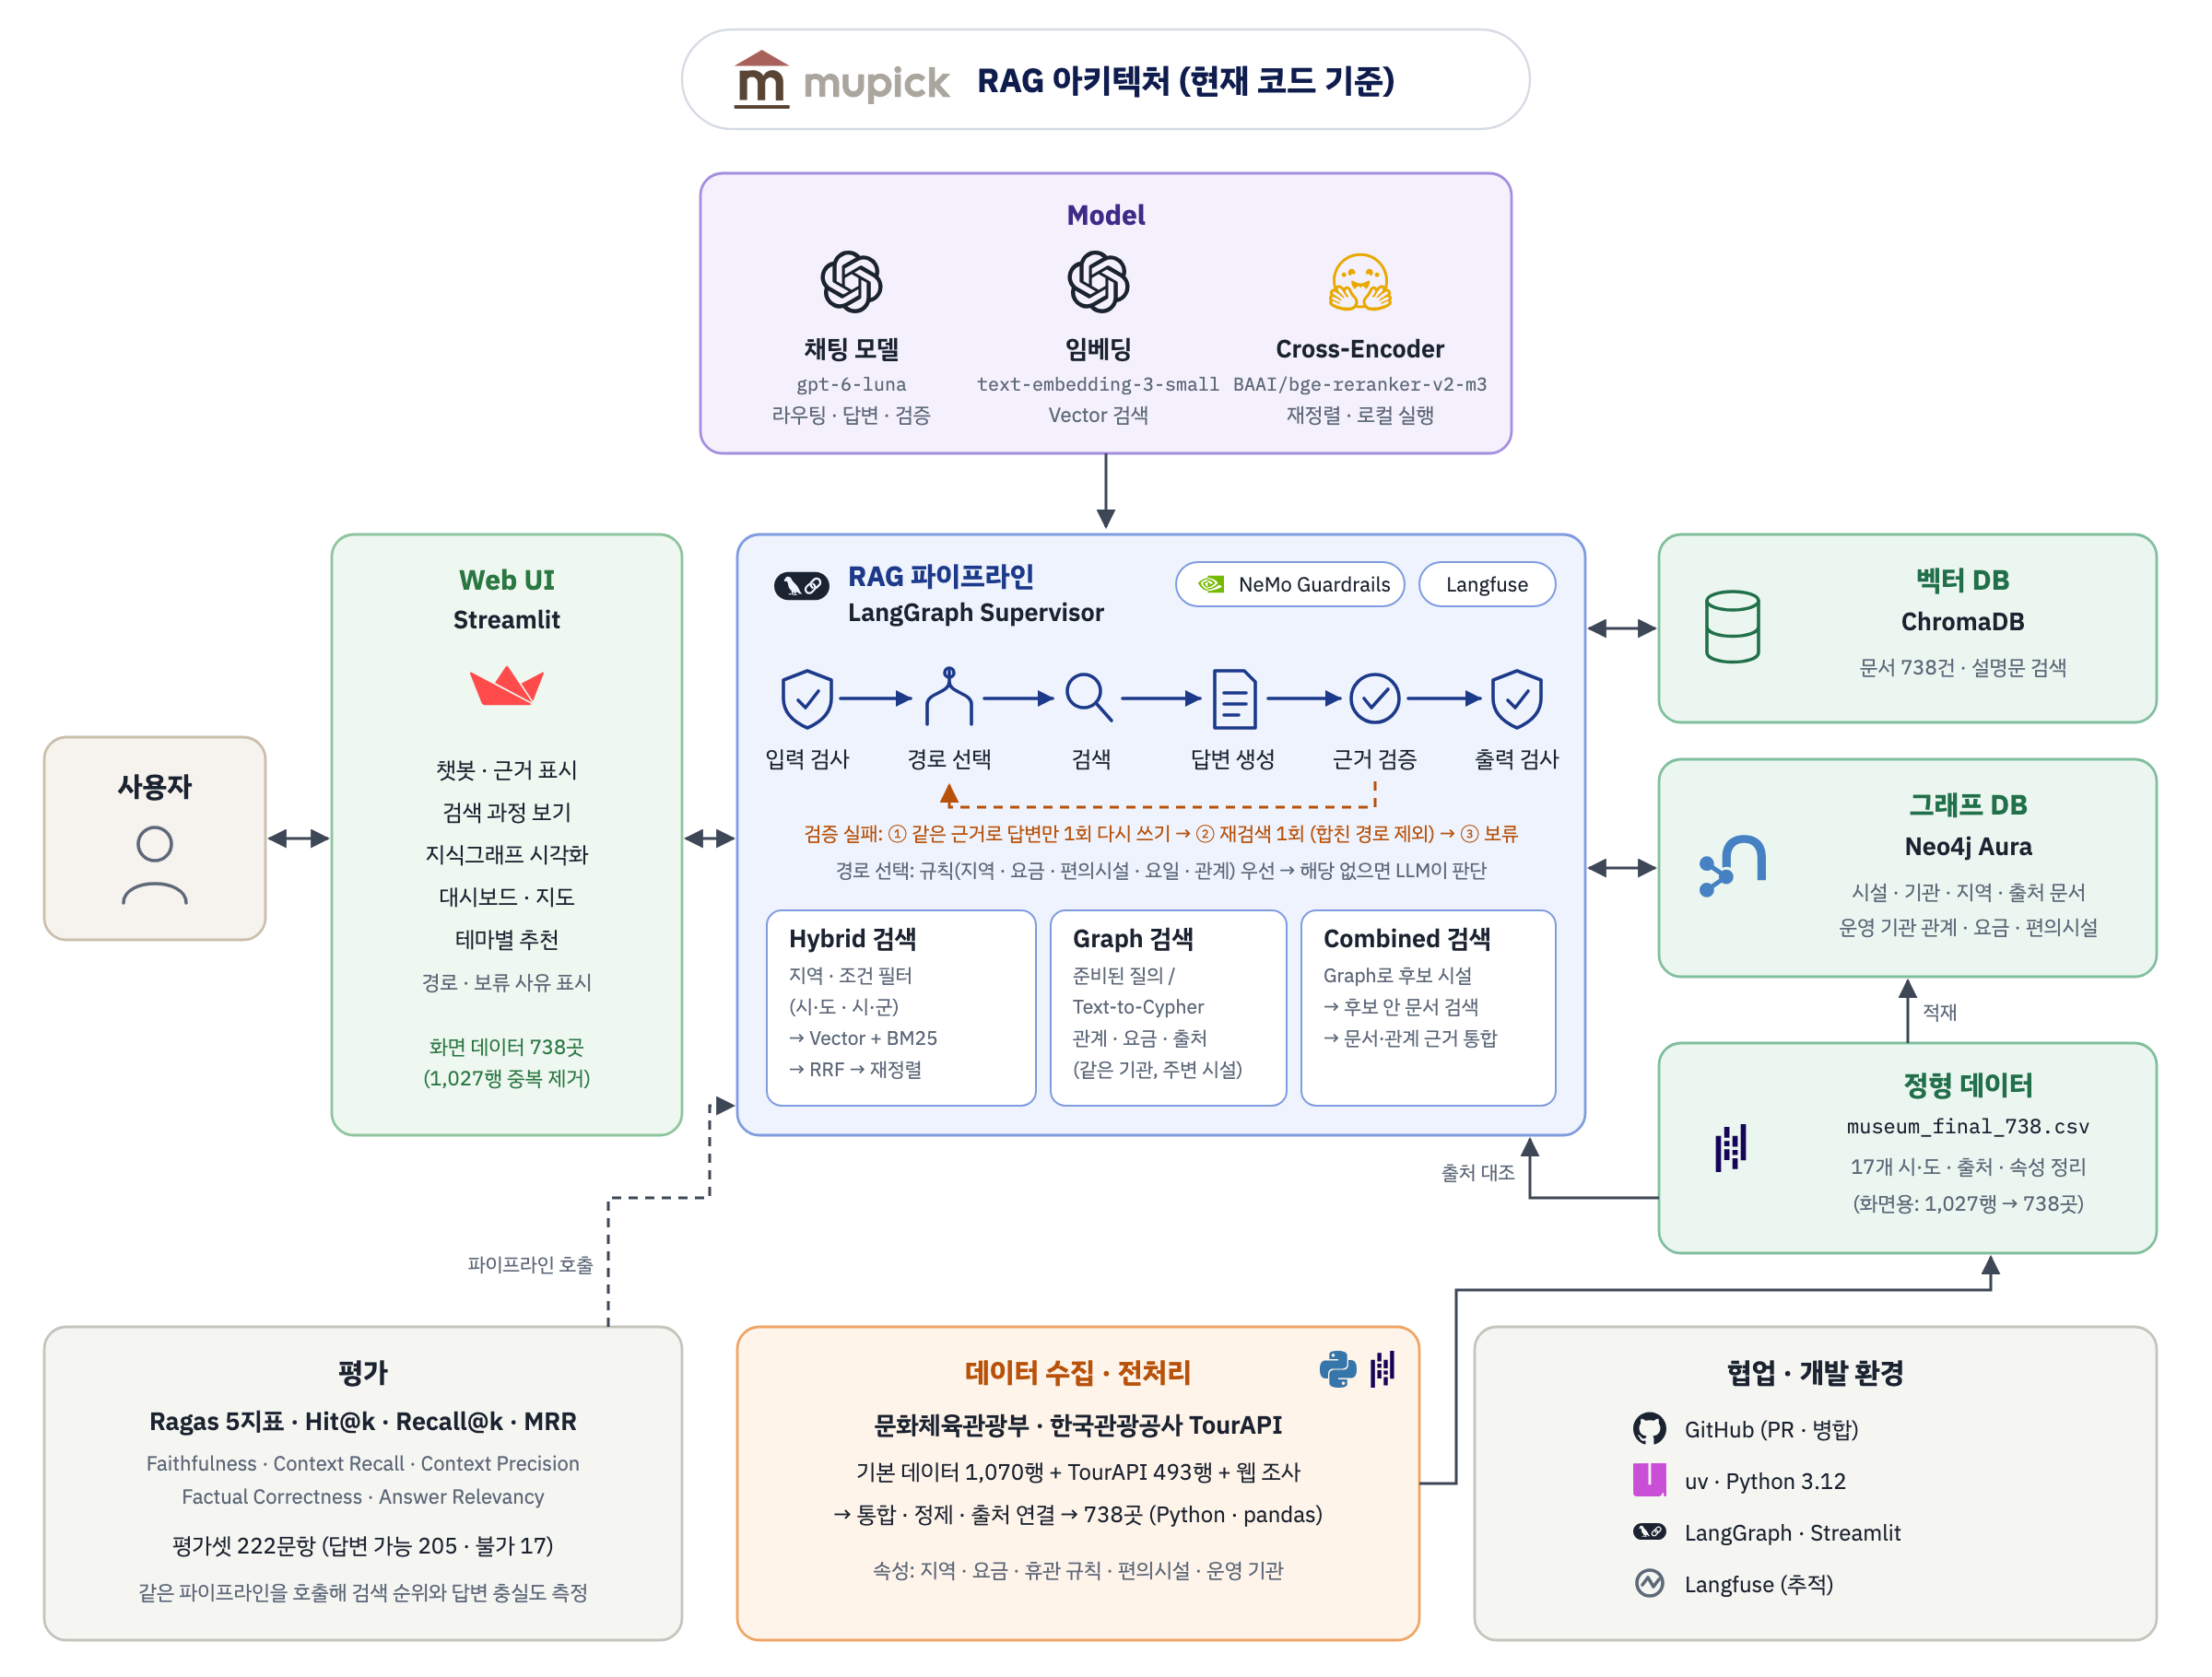 m mupick RAG 아키텍처 (현재 코드 기준)
Model
채팅 모델
gpt-6-luna
라우팅 · 답변 · 검증
임베딩
text-embedding-3-small
Vector 검색
Cross-Encoder
BAAI/bge-reranker-v2-m3
재정렬 · 로컬 실행
사용자
Web UI
Streamlit
챗봇 · 근거 표시
검색 과정 보기
지식그래프 시각화
대시보드 · 지도
테마별 추천
경로 · 보류 사유 표시
화면 데이터 738곳
(1,027행 중복 제거)
RAG 파이프라인
LangGraph Supervisor
NeMo Guardrails
Langfuse
입력 검사
경로 선택
검색
답변 생성
근거 검증
출력 검사
검증 실패: ① 같은 근거로 답변만 1회 다시 쓰기 → ② 재검색 1회 (합친 경로 제외) → ③ 보류
경로 선택: 규칙(지역 · 요금 · 편의시설 · 요일 · 관계) 우선 → 해당 없으면 LLM이 판단
Hybrid 검색
지역 · 조건 필터
(시·도 · 시·군)
→ Vector + BM25
→ RRF → 재정렬
Graph 검색
준비된 질의 /
Text-to-Cypher
관계 · 요금 · 출처
(같은 기관, 주변 시설)
Combined 검색
Graph로 후보 시설
→ 후보 안 문서 검색
→ 문서·관계 근거 통합
벡터 DB
ChromaDB
문서 738건 · 설명문 검색
그래프 DB
Neo4j Aura
시설 · 기관 · 지역 · 출처 문서
운영 기관 관계 · 요금 · 편의시설
적재
정형 데이터
museum_final_738.csv
17개 시·도 · 출처 · 속성 정리
(화면용: 1,027행 → 738곳)
출처 대조
파이프라인 호출
평가
Ragas 5지표 · Hit@k · Recall@k · MRR
Faithfulness · Context Recall · Context Precision
Factual Correctness · Answer Relevancy
평가셋 222문항 (답변 가능 205 · 불가 17)
같은 파이프라인을 호출해 검색 순위와 답변 충실도 측정
데이터 수집 · 전처리
문화체육관광부 · 한국관광공사 TourAPI
기본 데이터 1,070행 + TourAPI 493행 + 웹 조사
→ 통합 · 정제 · 출처 연결 → 738곳 (Python · pandas)
속성: 지역 · 요금 · 휴관 규칙 · 편의시설 · 운영 기관
협업 · 개발 환경
GitHub (PR · 병합)
uv · Python 3.12
LangGraph · Streamlit
Langfuse (추적)